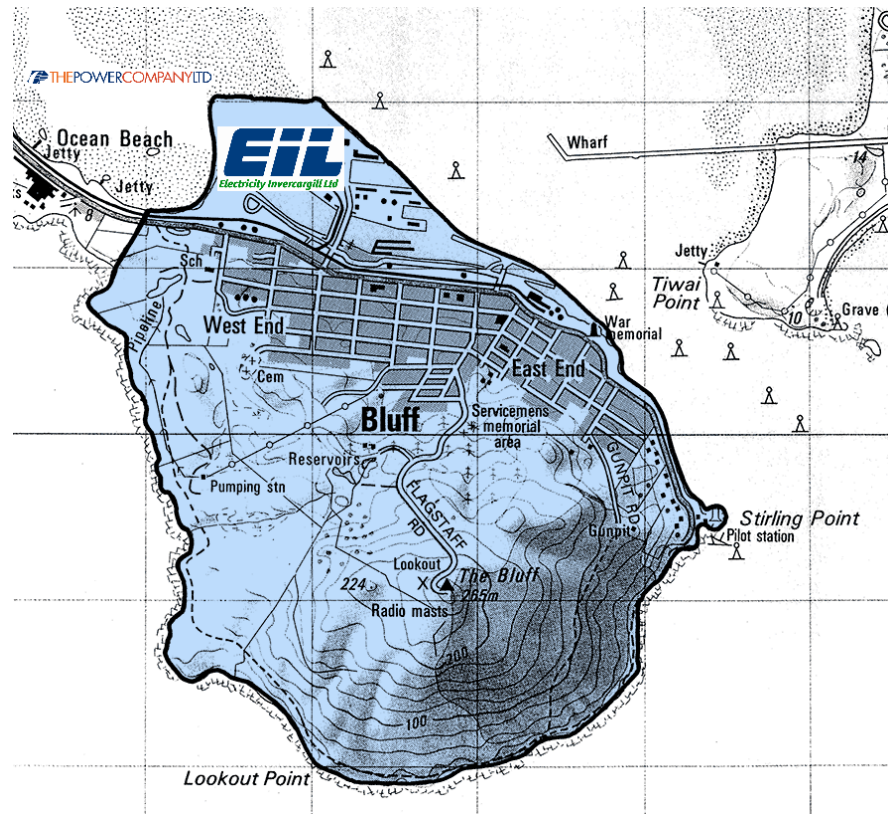 THEPOWERCOMPANYLTD
EIL
Electricity Invercargill Ltd
Ocean Beach
Jetty
Jetty
8
Wharf
14
Sch
Jetty
Tiwai
Point
10
8
Grave
Pipeline
West End
War
memorial
Cem
East End
Bluff
Servicemens
memorial
area
Reservoirs
Pumping stn
FLAGSTAFF
RD
GUNPIT RD
Gunpit
Stirling Point
Pilot station
Lookout
The Bluff
265m
224
Radio masts
200
100
Lookout Point